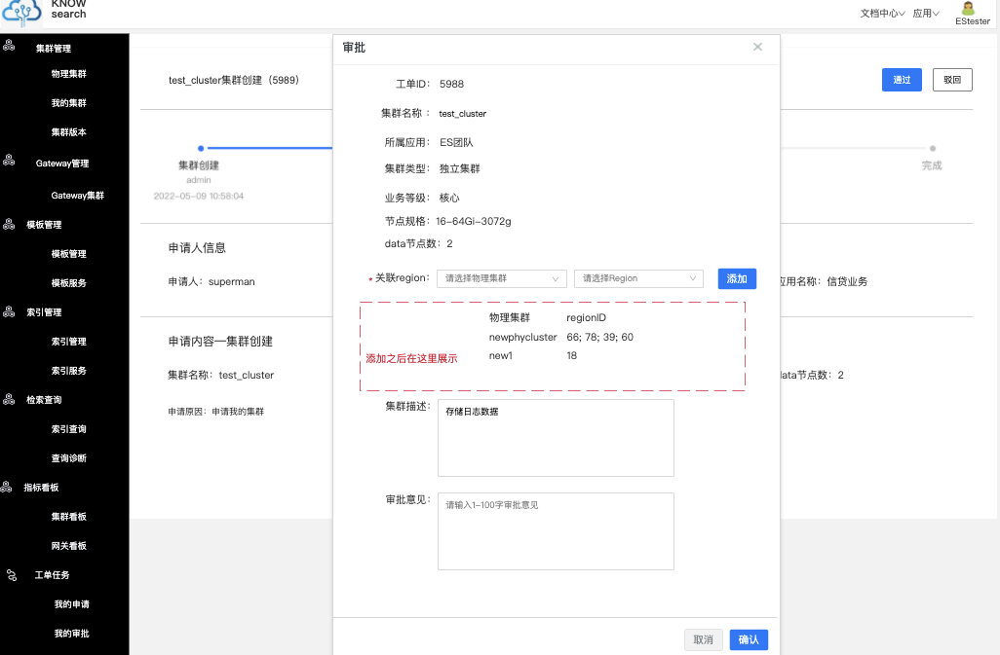 KNOW
search
文档中心
应用
EStester
集群管理
物理集群
我的集群
集群版本
Gateway管理
Gateway集群
模板管理
模板管理
模板服务
索引管理
索引管理
索引服务
检索查询
索引查询
查询诊断
指标看板
集群看板
网关看板
工单任务
我的申请
我的审批
test_cluster集群创建（5989）
通过
驳回
集群创建
admin
2022-05-09 10:58:04
完成
申请人信息
申请人：superman
应用名称：信贷业务
申请内容—集群创建
集群名称：test_cluster
data节点数：2
申请原因：申请我的集群
审批
工单ID： 5988
集群名称： test_cluster
所属应用： ES团队
集群类型： 独立集群
业务等级： 核心
节点规格：16-64Gi-3072g
data节点数：2
*关联region： 请选择物理集群 请选择Region 添加
物理集群 regionID
newphycluster 66; 78; 39; 60
new1 18
添加之后在这里展示
集群描述： 存储日志数据
审批意见： 请输入1-100字审批意见
取消 确认